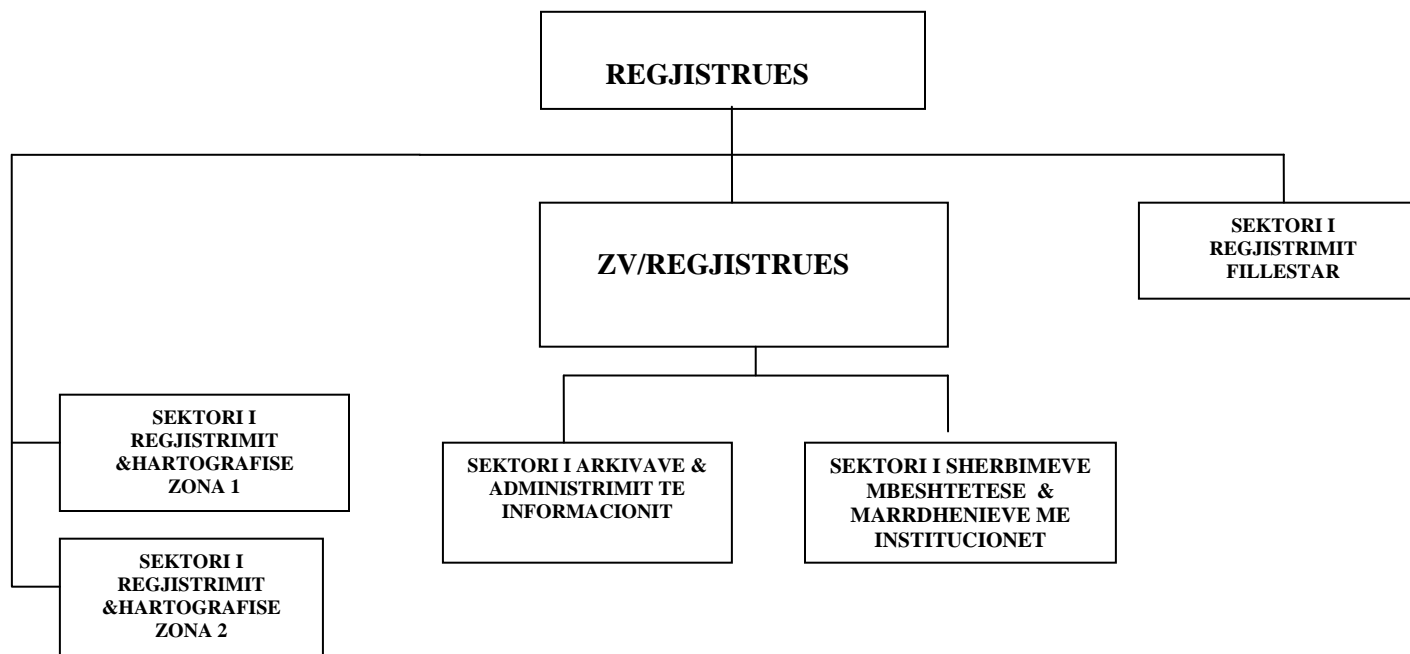 REGJISTRUES
ZV/REGJISTRUES
SEKTORI I
REGJISTRIMIT
FILLESTAR
SEKTORI I
REGJISTRIMIT
&HARTOGRAFISE
ZONA 1
SEKTORI I ARKIVAVE &
ADMINISTRIMIT TE
INFORMACIONIT
SEKTORI I SHERBIMEVE
MBESHTETESE &
MARRDHENIEVE ME
INSTITUCIONET
SEKTORI I
REGJISTRIMIT
&HARTOGRAFISE
ZONA 2